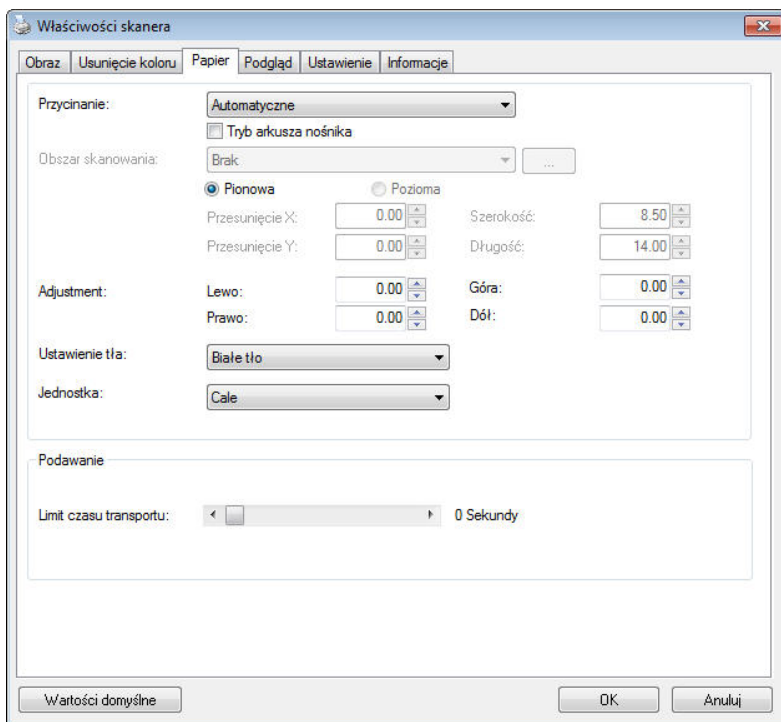 Właściwości skanera
Obraz Usunięcie koloru Papier Podgląd Ustawienie Informacje
Przycinanie: Automatyczne
Tryb arkusza nośnika
Obszar skanowania: Brak ...
Pionowa Pozioma
Przesunięcie X: 0.00 Szerokość: 8.50
Przesunięcie Y: 0.00 Długość: 14.00
Adjustment: Lewo: 0.00 Góra: 0.00
Prawo: 0.00 Dół: 0.00
Ustawienie tła: Białe tło
Jednostka: Cale
Podawanie
Limit czasu transportu: 0 Sekundy
Wartości domyślne OK Anuluj